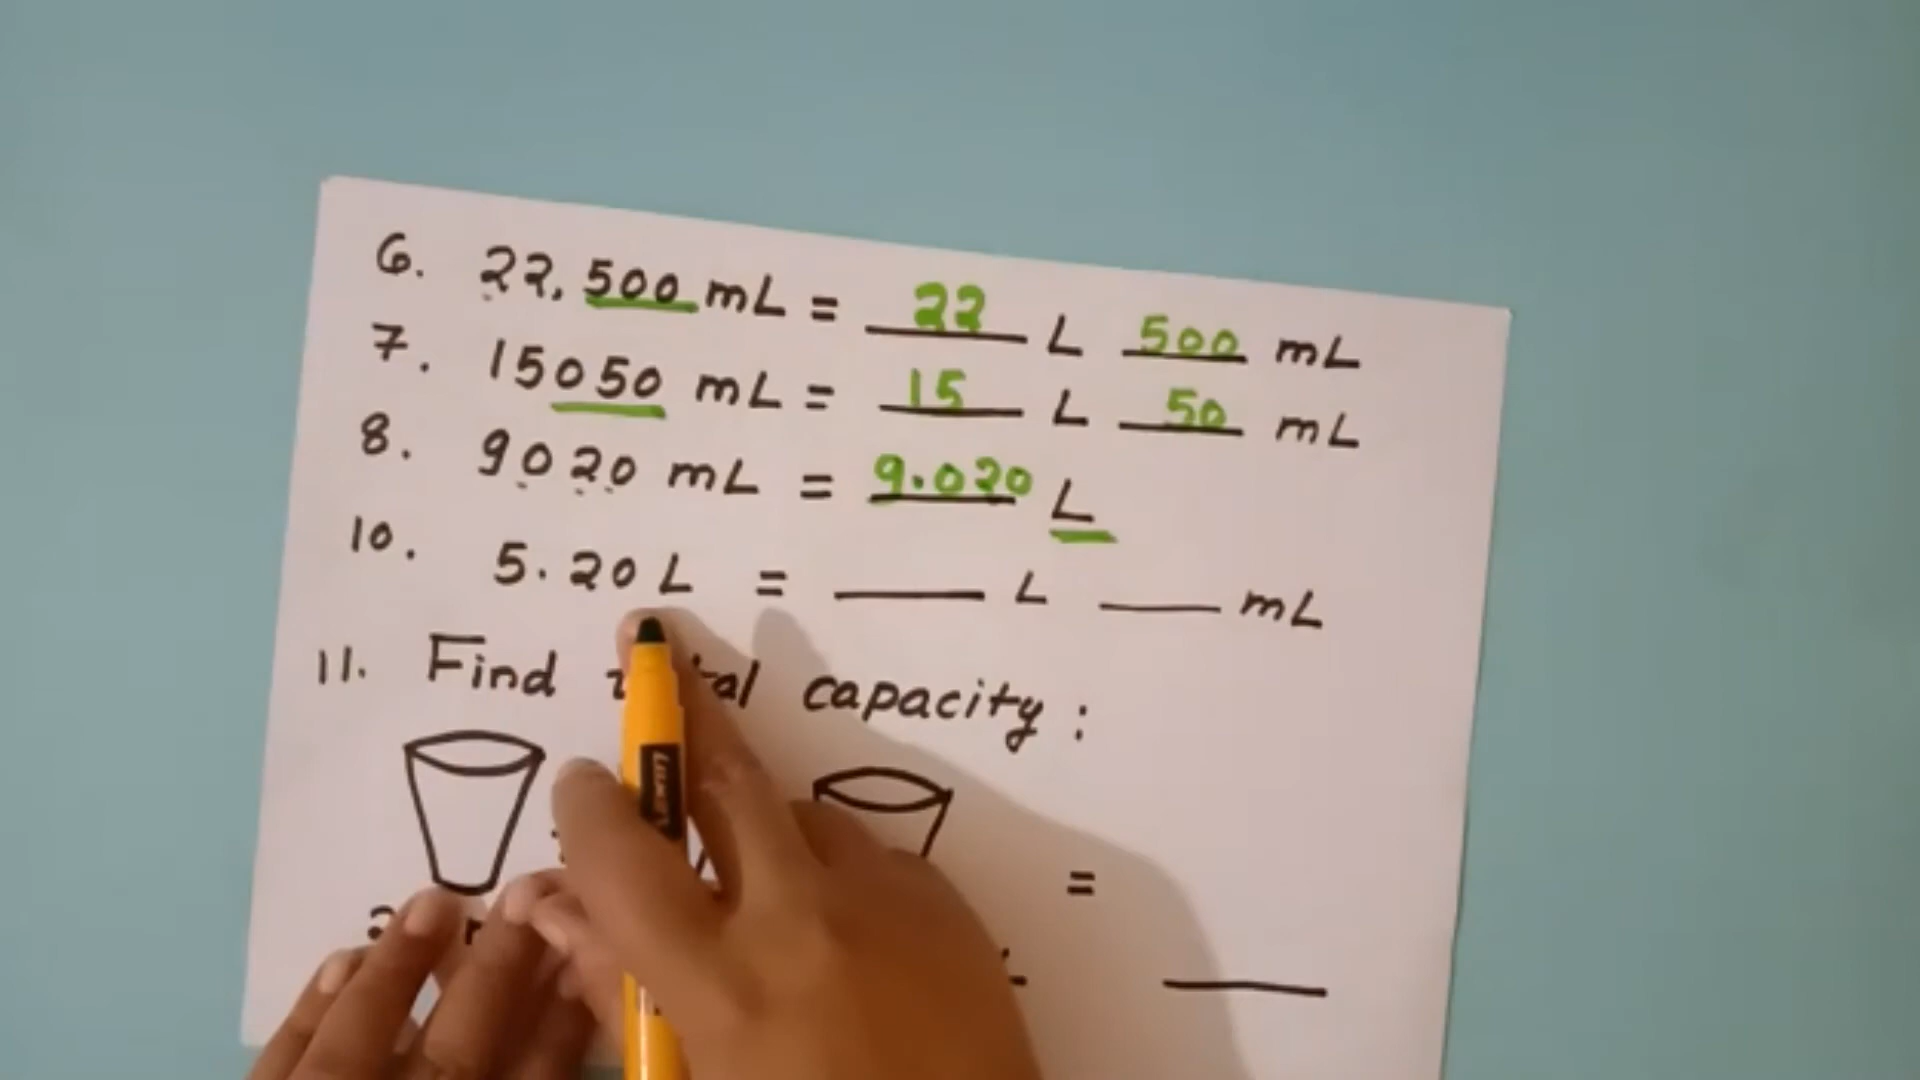 6. 22,500 mL = 22 L 500 mL
7. 15050 mL = 15 L 50 mL
8. 9020 mL = 9.020 L
10. 5.20 L = ___ L ___ mL
11. Find capacity :
=